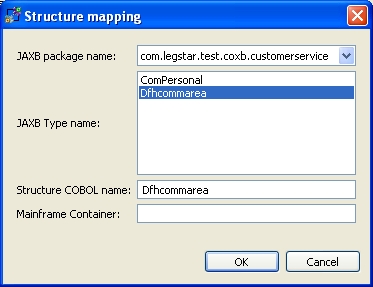 Structure mapping
JAXB package name: com.legstar.test.coxb.customerservice
ComPersonal
Dfhcommarea
JAXB Type name:
Structure COBOL name: Dfhcommarea
Mainframe Container:
OK Cancel